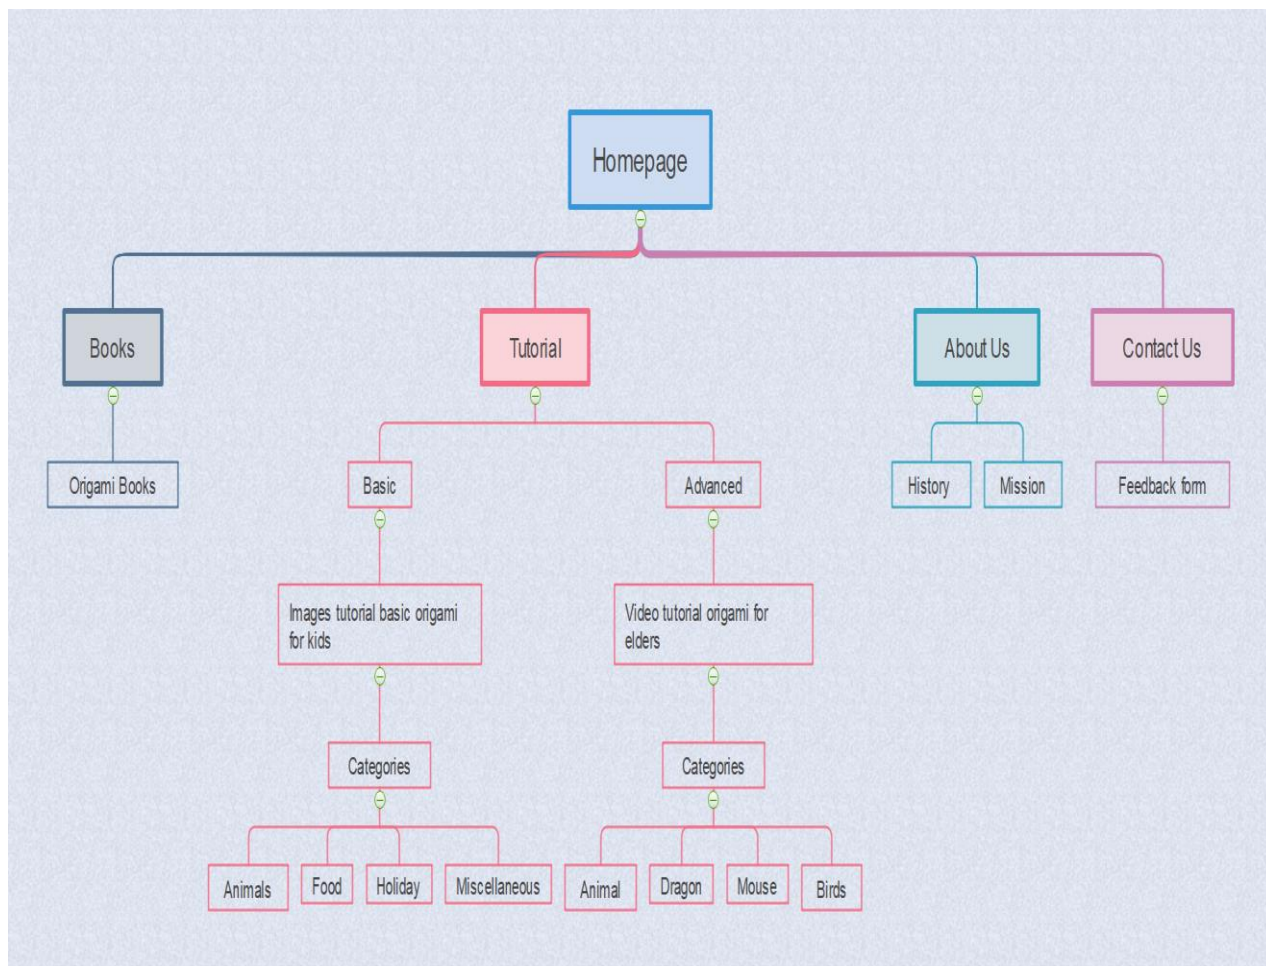 Homepage
Books
Tutorial
About Us
Contact Us
Origami Books
Basic
Advanced
History
Mission
Feedback form
Images tutorial basic origami
for kids
Video tutorial origami for
elders
Categories
Categories
Animals
Food
Holiday
Miscellaneous
Animal
Dragon
Mouse
Birds